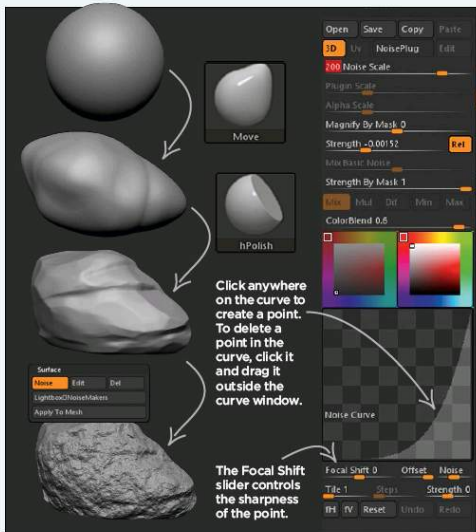 Open Save Copy Paste
3D Uv NoisePlug Edit
200 Noise Scale
Plugin Scale
Alpha Scale
Magnify By Mask 0
Strength -0.00152 Rel
Mix Basic Noise
Strength By Mask 1
Mix Mul Dif Min Max
ColorBlend 0.6
Move
hPolish
Click anywhere
on the curve to
create a point.
To delete a
point in the
curve, click it
and drag it
outside the
curve window.
Noise Curve
Surface
Noise Edit Del
LightBox▸NoiseMakers
Apply To Mesh
The Focal Shift
slider controls
the sharpness
of the point.
Focal Shift 0 Offset Noise
Tile 1 Steps Strength 0
fH fV Reset Undo Redo